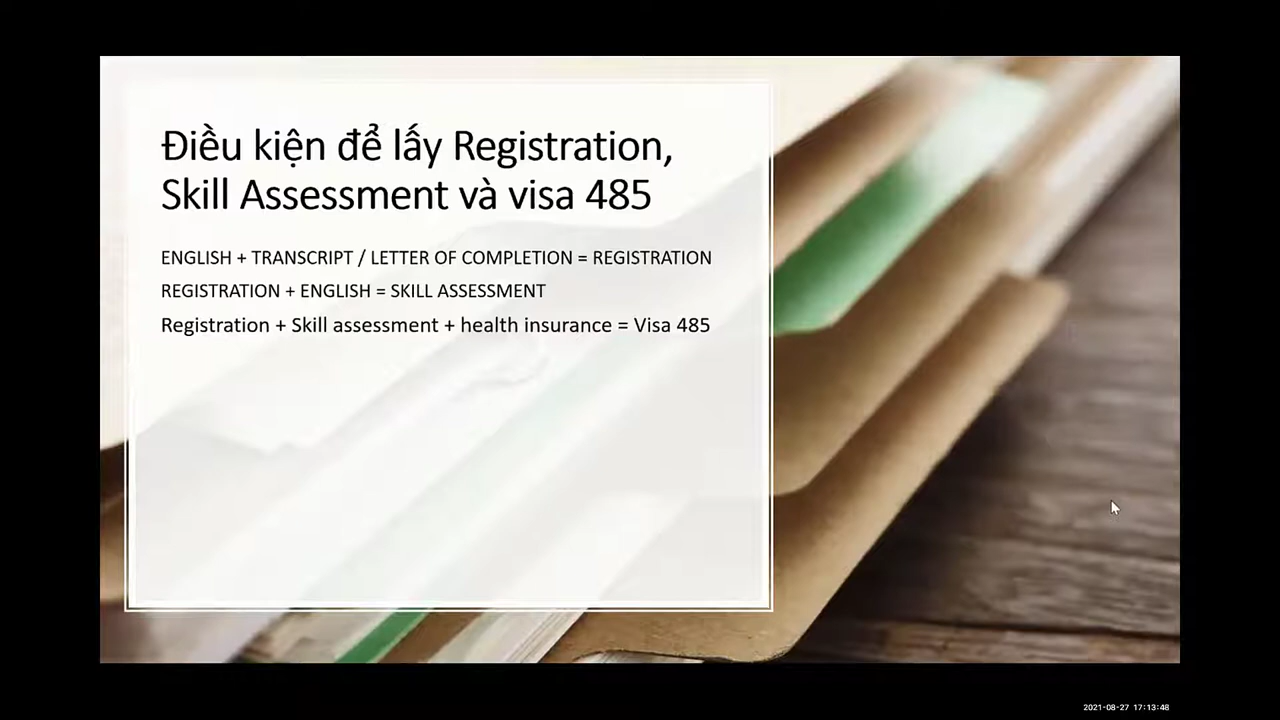 Điều kiện để lấy Registration,
Skill Assessment và visa 485
ENGLISH + TRANSCRIPT / LETTER OF COMPLETION = REGISTRATION
REGISTRATION + ENGLISH = SKILL ASSESSMENT
Registration + Skill assessment + health insurance = Visa 485
2021-08-27 17:13:48